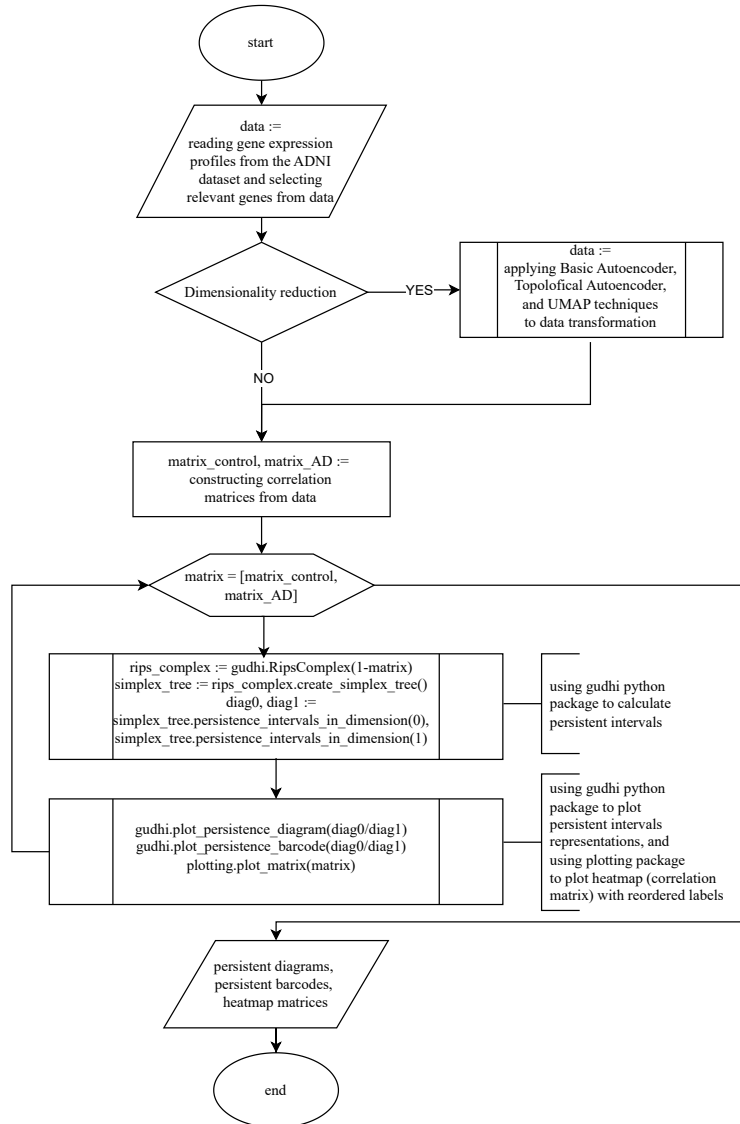 start
data :=
reading gene expression
profiles from the ADNI
dataset and selecting
relevant genes from data
Dimensionality reduction
YES
data :=
applying Basic Autoencoder,
Topolofical Autoencoder,
and UMAP techniques
to data transformation
NO
matrix_control, matrix_AD :=
constructing correlation
matrices from data
matrix = [matrix_control,
matrix_AD]
rips_complex := gudhi.RipsComplex(1-matrix)
simplex_tree := rips_complex.create_simplex_tree()
diag0, diag1 :=
simplex_tree.persistence_intervals_in_dimension(0),
simplex_tree.persistence_intervals_in_dimension(1)
using gudhi python
package to calculate
persistent intervals
gudhi.plot_persistence_diagram(diag0/diag1)
gudhi.plot_persistence_barcode(diag0/diag1)
plotting.plot_matrix(matrix)
using gudhi python
package to plot
persistent intervals
representations, and
using plotting package
to plot heatmap (correlation
matrix) with reordered labels
persistent diagrams,
persistent barcodes,
heatmap matrices
end